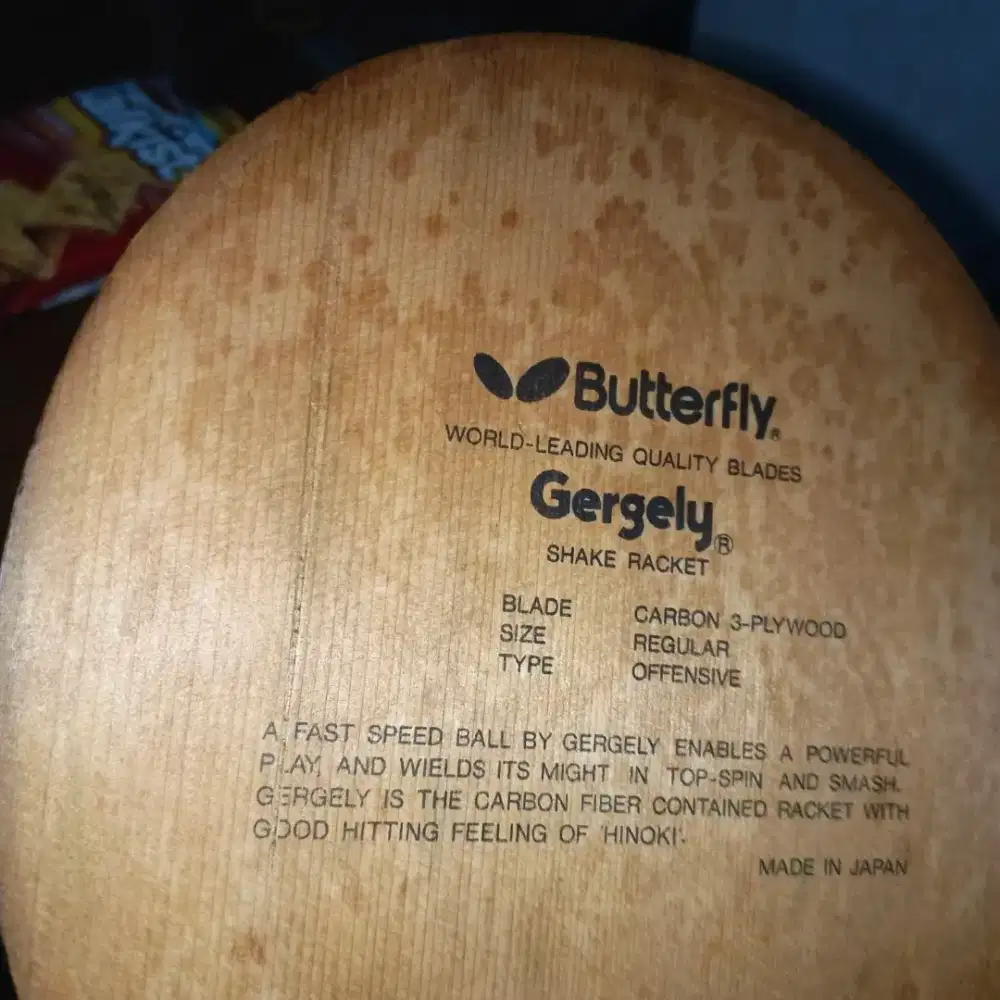 Butterfly®
WORLD-LEADING QUALITY BLADES
Gergely®
SHAKE RACKET
BLADE CARBON 3-PLYWOOD
SIZE REGULAR
TYPE OFFENSIVE
A FAST SPEED BALL BY GERGELY ENABLES A POWERFUL
PLAY, AND WIELDS ITS MIGHT IN TOP-SPIN AND SMASH.
GERGELY IS THE CARBON FIBER CONTAINED RACKET WITH
GOOD HITTING FEELING OF 'HINOKI'.
MADE IN JAPAN